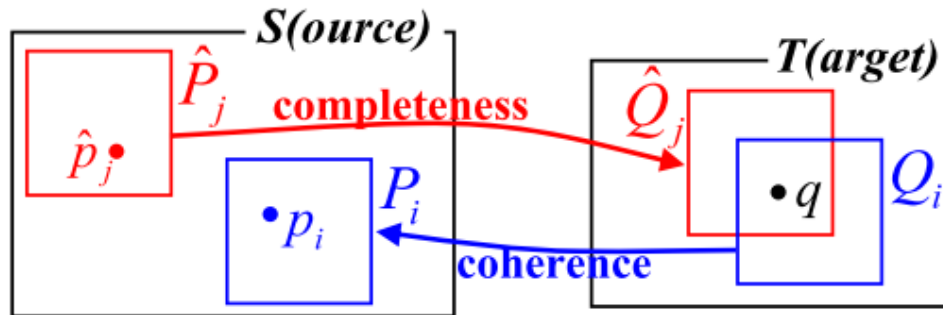 S(ource)
T(arget)
P̂j
completeness
Q̂j
p̂j
Pi
Qi
pi
q
coherence